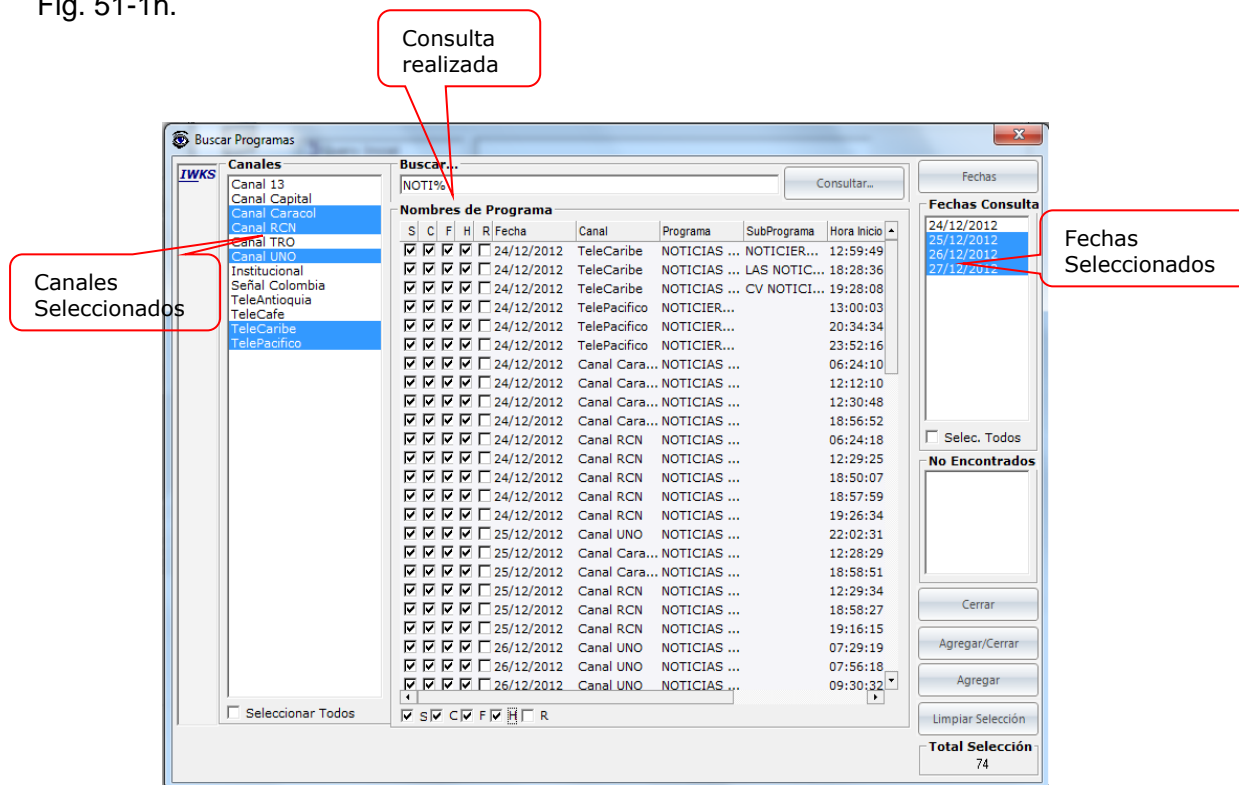 Fig. 51-1n.
Consulta
realizada
Buscar Programas
IWKS
Canales
Canal 13
Canal Capital
Canal Caracol
Canal RCN
Canal TRO
Canal UNO
Institucional
Señal Colombia
TeleAntioquia
TeleCafe
TeleCaribe
TelePacifico
Seleccionar Todos
Canales
Seleccionados
Buscar...
NOTI%
Consultar...
Nombres de Programa
S C F H R Fecha Canal Programa SubPrograma Hora Inicio
24/12/2012 TeleCaribe NOTICIAS ... NOTICIER... 12:59:49
24/12/2012 TeleCaribe NOTICIAS ... LAS NOTIC... 18:28:36
24/12/2012 TeleCaribe NOTICIAS ... CV NOTICI... 19:28:08
24/12/2012 TelePacifico NOTICIER... 13:00:03
24/12/2012 TelePacifico NOTICIER... 20:34:34
24/12/2012 TelePacifico NOTICIER... 23:52:16
24/12/2012 Canal Cara... NOTICIAS ... 06:24:10
24/12/2012 Canal Cara... NOTICIAS ... 12:12:10
24/12/2012 Canal Cara... NOTICIAS ... 12:30:48
24/12/2012 Canal Cara... NOTICIAS ... 18:56:52
24/12/2012 Canal RCN NOTICIAS ... 06:24:18
24/12/2012 Canal RCN NOTICIAS ... 12:29:25
24/12/2012 Canal RCN NOTICIAS ... 18:50:07
24/12/2012 Canal RCN NOTICIAS ... 18:57:59
24/12/2012 Canal RCN NOTICIAS ... 19:26:34
25/12/2012 Canal UNO NOTICIAS ... 22:02:31
25/12/2012 Canal Cara... NOTICIAS ... 12:28:29
25/12/2012 Canal Cara... NOTICIAS ... 18:58:51
25/12/2012 Canal RCN NOTICIAS ... 12:29:34
25/12/2012 Canal RCN NOTICIAS ... 18:58:27
25/12/2012 Canal RCN NOTICIAS ... 19:16:15
26/12/2012 Canal UNO NOTICIAS ... 07:29:19
26/12/2012 Canal UNO NOTICIAS ... 07:56:18
26/12/2012 Canal UNO NOTICIAS ... 09:30:32
S C F H R
Fechas
Fechas Consulta
24/12/2012
25/12/2012
26/12/2012
27/12/2012
Fechas
Seleccionados
Selec. Todos
No Encontrados
Cerrar
Agregar/Cerrar
Agregar
Limpiar Selección
Total Selección
74